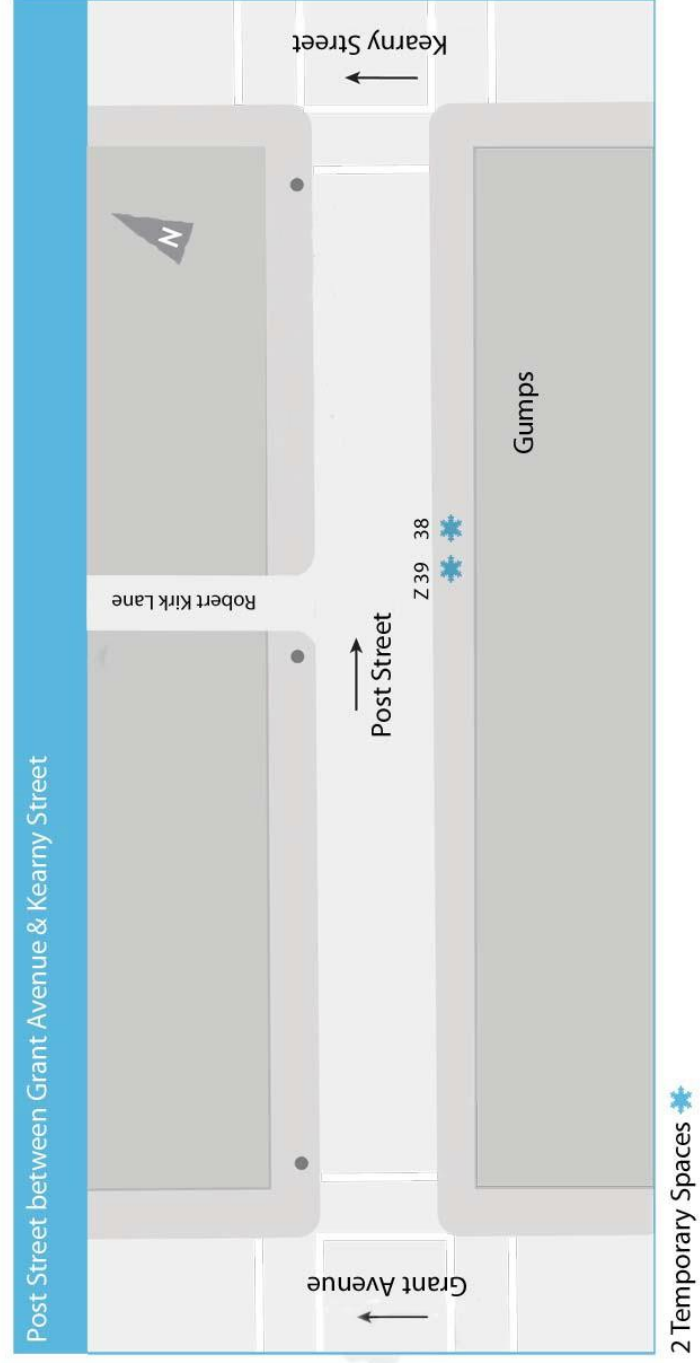 Post Street between Grant Avenue & Kearny Street
N
Robert Kirk Lane
Kearny Street
Grant Avenue
Post Street
Z 39 38
Gumps
2 Temporary Spaces